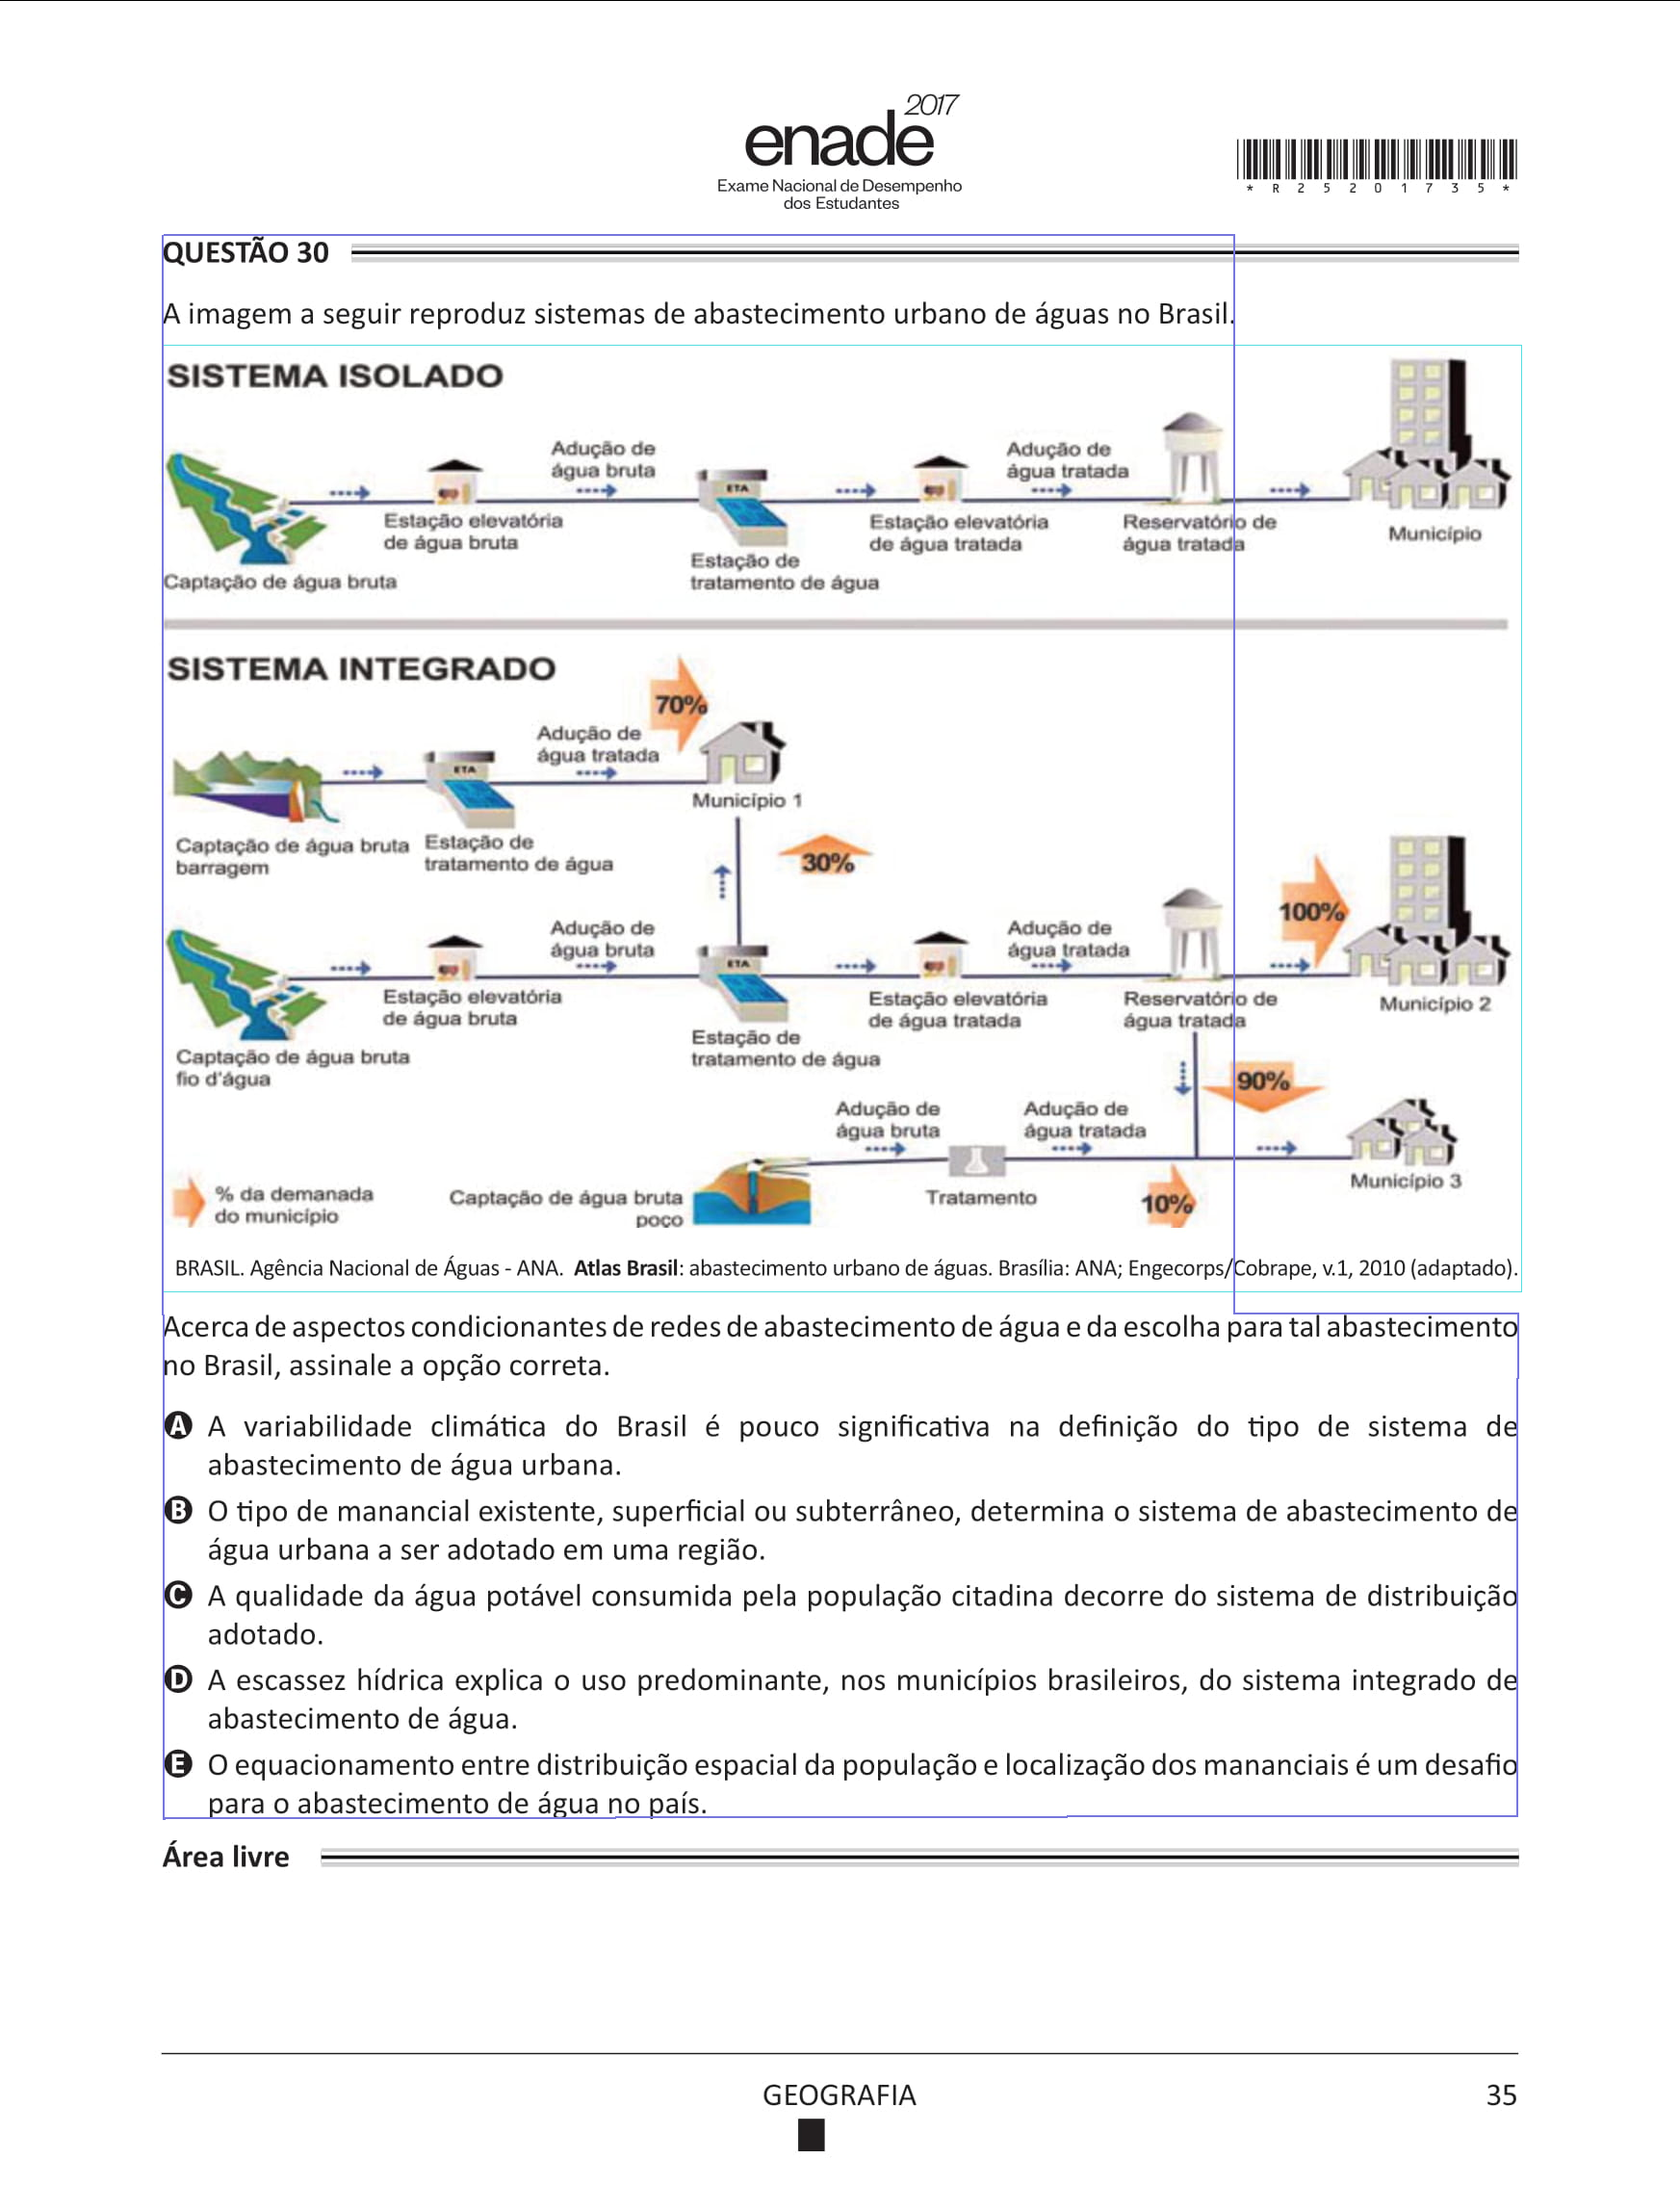 2017
enade
Exame Nacional de Desempenho
dos Estudantes
* R 2 5 2 0 1 7 3 5 *
QUESTÃO 30
A imagem a seguir reproduz sistemas de abastecimento urbano de águas no Brasil.
SISTEMA ISOLADO
Adução de
água bruta
Adução de
água tratada
ETA
Estação elevatória
de água bruta
Estação elevatória
de água tratada
Reservatório de
água tratada
Município
Estação de
tratamento de água
Captação de água bruta
SISTEMA INTEGRADO
70%
Adução de
água tratada
ETA
Município 1
Captação de água bruta
barragem
Estação de
tratamento de água
30%
100%
Adução de
água bruta
Adução de
água tratada
ETA
Estação elevatória
de água bruta
Estação elevatória
de água tratada
Reservatório de
água tratada
Município 2
Estação de
tratamento de água
Captação de água bruta
fio d'água
90%
Adução de
água bruta
Adução de
água tratada
Município 3
% da demanada
do município
Captação de água bruta
poço
Tratamento
10%
BRASIL. Agência Nacional de Águas - ANA. Atlas Brasil: abastecimento urbano de águas. Brasília: ANA; Engecorps/Cobrape, v.1, 2010 (adaptado).
Acerca de aspectos condicionantes de redes de abastecimento de água e da escolha para tal abastecimento
no Brasil, assinale a opção correta.
A A variabilidade climática do Brasil é pouco significativa na definição do tipo de sistema de
abastecimento de água urbana.
B O tipo de manancial existente, superficial ou subterrâneo, determina o sistema de abastecimento de
água urbana a ser adotado em uma região.
C A qualidade da água potável consumida pela população citadina decorre do sistema de distribuição
adotado.
D A escassez hídrica explica o uso predominante, nos municípios brasileiros, do sistema integrado de
abastecimento de água.
E O equacionamento entre distribuição espacial da população e localização dos mananciais é um desafio
para o abastecimento de água no país.
Área livre
GEOGRAFIA
35